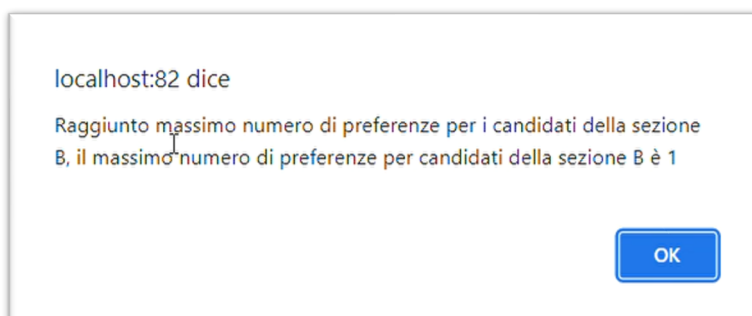 localhost:82 dice
Raggiunto massimo numero di preferenze per i candidati della sezione
B, il massimo numero di preferenze per candidati della sezione B è 1
OK